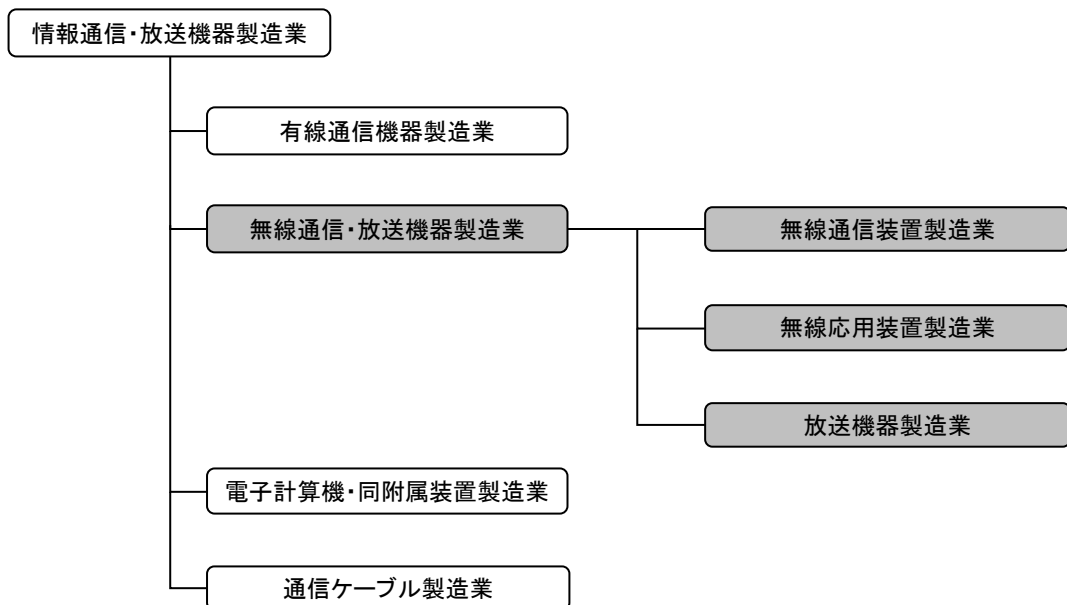 情報通信・放送機器製造業
有線通信機器製造業
無線通信・放送機器製造業
無線通信装置製造業
無線応用装置製造業
放送機器製造業
電子計算機・同附属装置製造業
通信ケーブル製造業